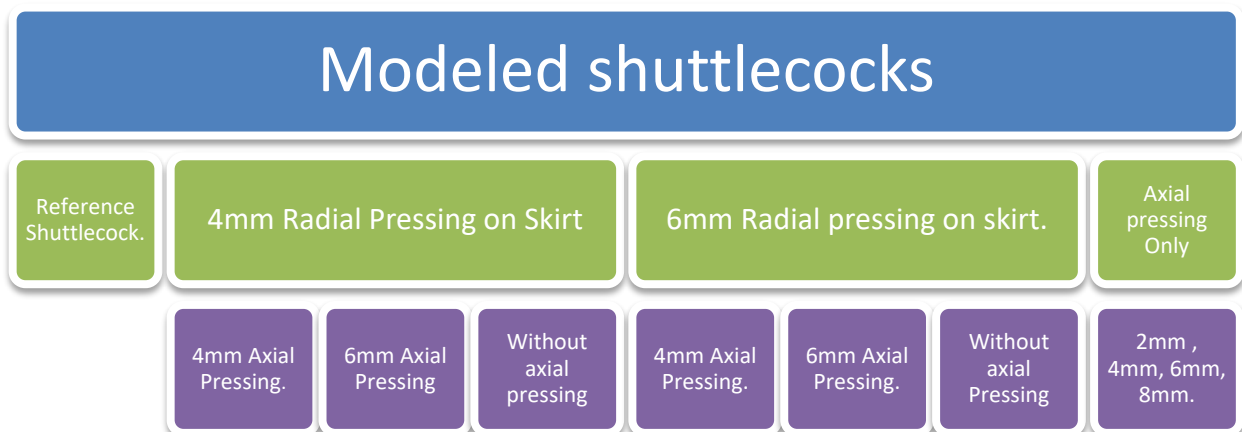 Modeled shuttlecocks
Reference
Shuttlecock.
4mm Radial Pressing on Skirt
6mm Radial pressing on skirt.
Axial
pressing
Only
4mm Axial
Pressing.
6mm Axial
Pressing
Without
axial
pressing
4mm Axial
Pressing.
6mm Axial
Pressing.
Without
axial
Pressing
2mm ,
4mm, 6mm,
8mm.